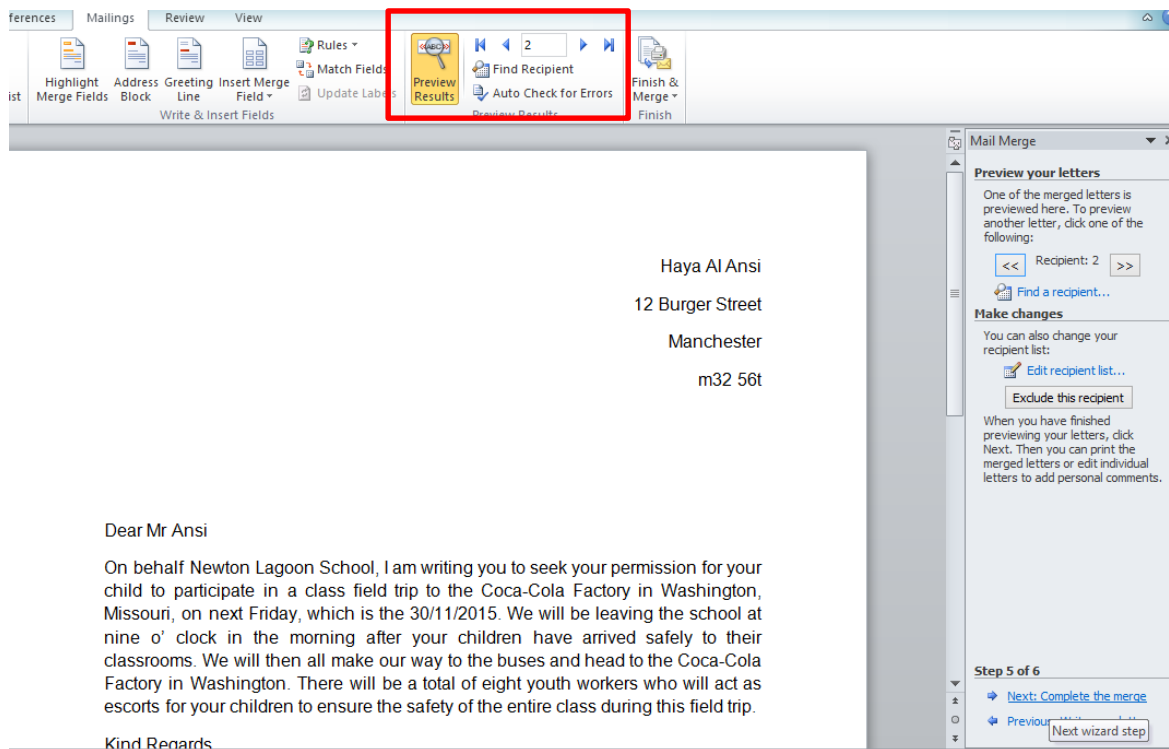 ferences Mailings Review View
Rules
Match Fields
Update Labels
Highlight Merge Fields
Address Block
Greeting Line
Insert Merge Field
ist
Write & Insert Fields
«ABC»
Preview Results
2
Find Recipient
Auto Check for Errors
Preview Results
Finish & Merge
Finish
Mail Merge
Preview your letters
One of the merged letters is
previewed here. To preview
another letter, click one of the
following:
<< Recipient: 2 >>
Find a recipient...
Make changes
You can also change your
recipient list:
Edit recipient list...
Exclude this recipient
When you have finished
previewing your letters, click
Next. Then you can print the
merged letters or edit individual
letters to add personal comments.
Step 5 of 6
Next: Complete the merge
Previous:
Next wizard step
Haya Al Ansi
12 Burger Street
Manchester
m32 56t
Dear Mr Ansi
On behalf Newton Lagoon School, I am writing you to seek your permission for your
child to participate in a class field trip to the Coca-Cola Factory in Washington,
Missouri, on next Friday, which is the 30/11/2015. We will be leaving the school at
nine o' clock in the morning after your children have arrived safely to their
classrooms. We will then all make our way to the buses and head to the Coca-Cola
Factory in Washington. There will be a total of eight youth workers who will act as
escorts for your children to ensure the safety of the entire class during this field trip.
Kind Regards